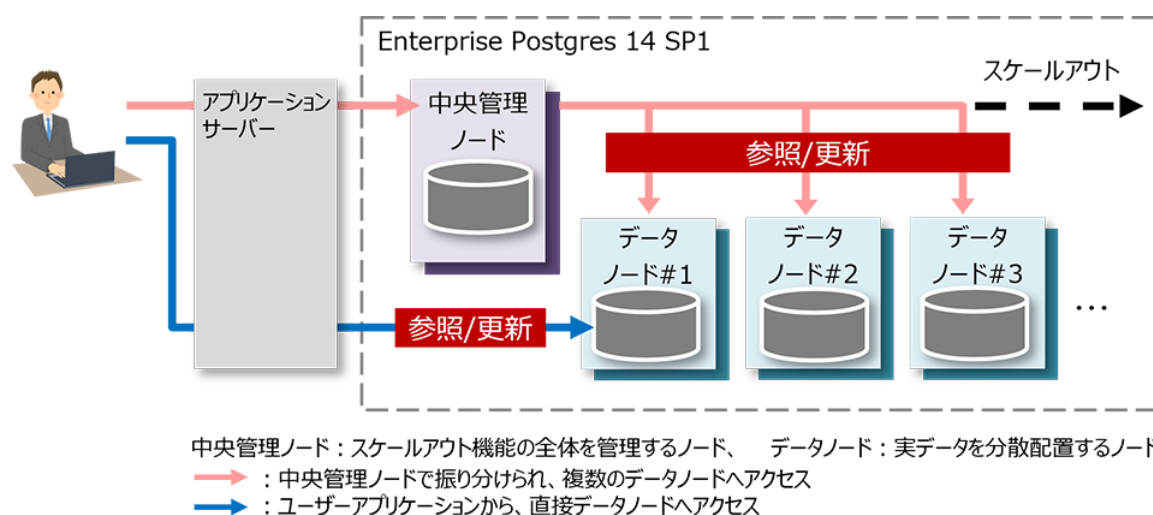 Enterprise Postgres 14 SP1
スケールアウト
アプリケーション
サーバー
中央管理
ノード
参照/更新
データ
ノード#1
データ
ノード#2
データ
ノード#3
…
参照/更新
中央管理ノード：スケールアウト機能の全体を管理するノード、 データノード：実データを分散配置するノード
：中央管理ノードで振り分けられ、複数のデータノードへアクセス
：ユーザーアプリケーションから、直接データノードへアクセス